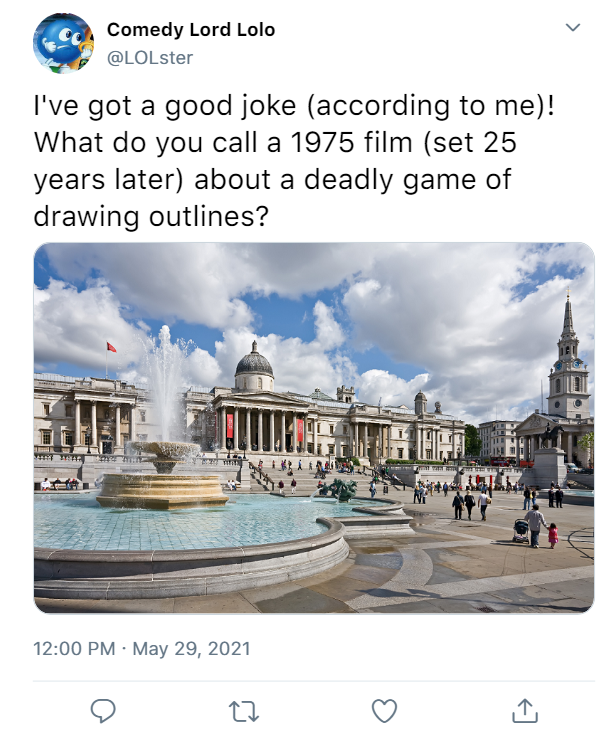 Comedy Lord Lolo
@LOLster
I've got a good joke (according to me)!
What do you call a 1975 film (set 25
years later) about a deadly game of
drawing outlines?
12:00 PM · May 29, 2021